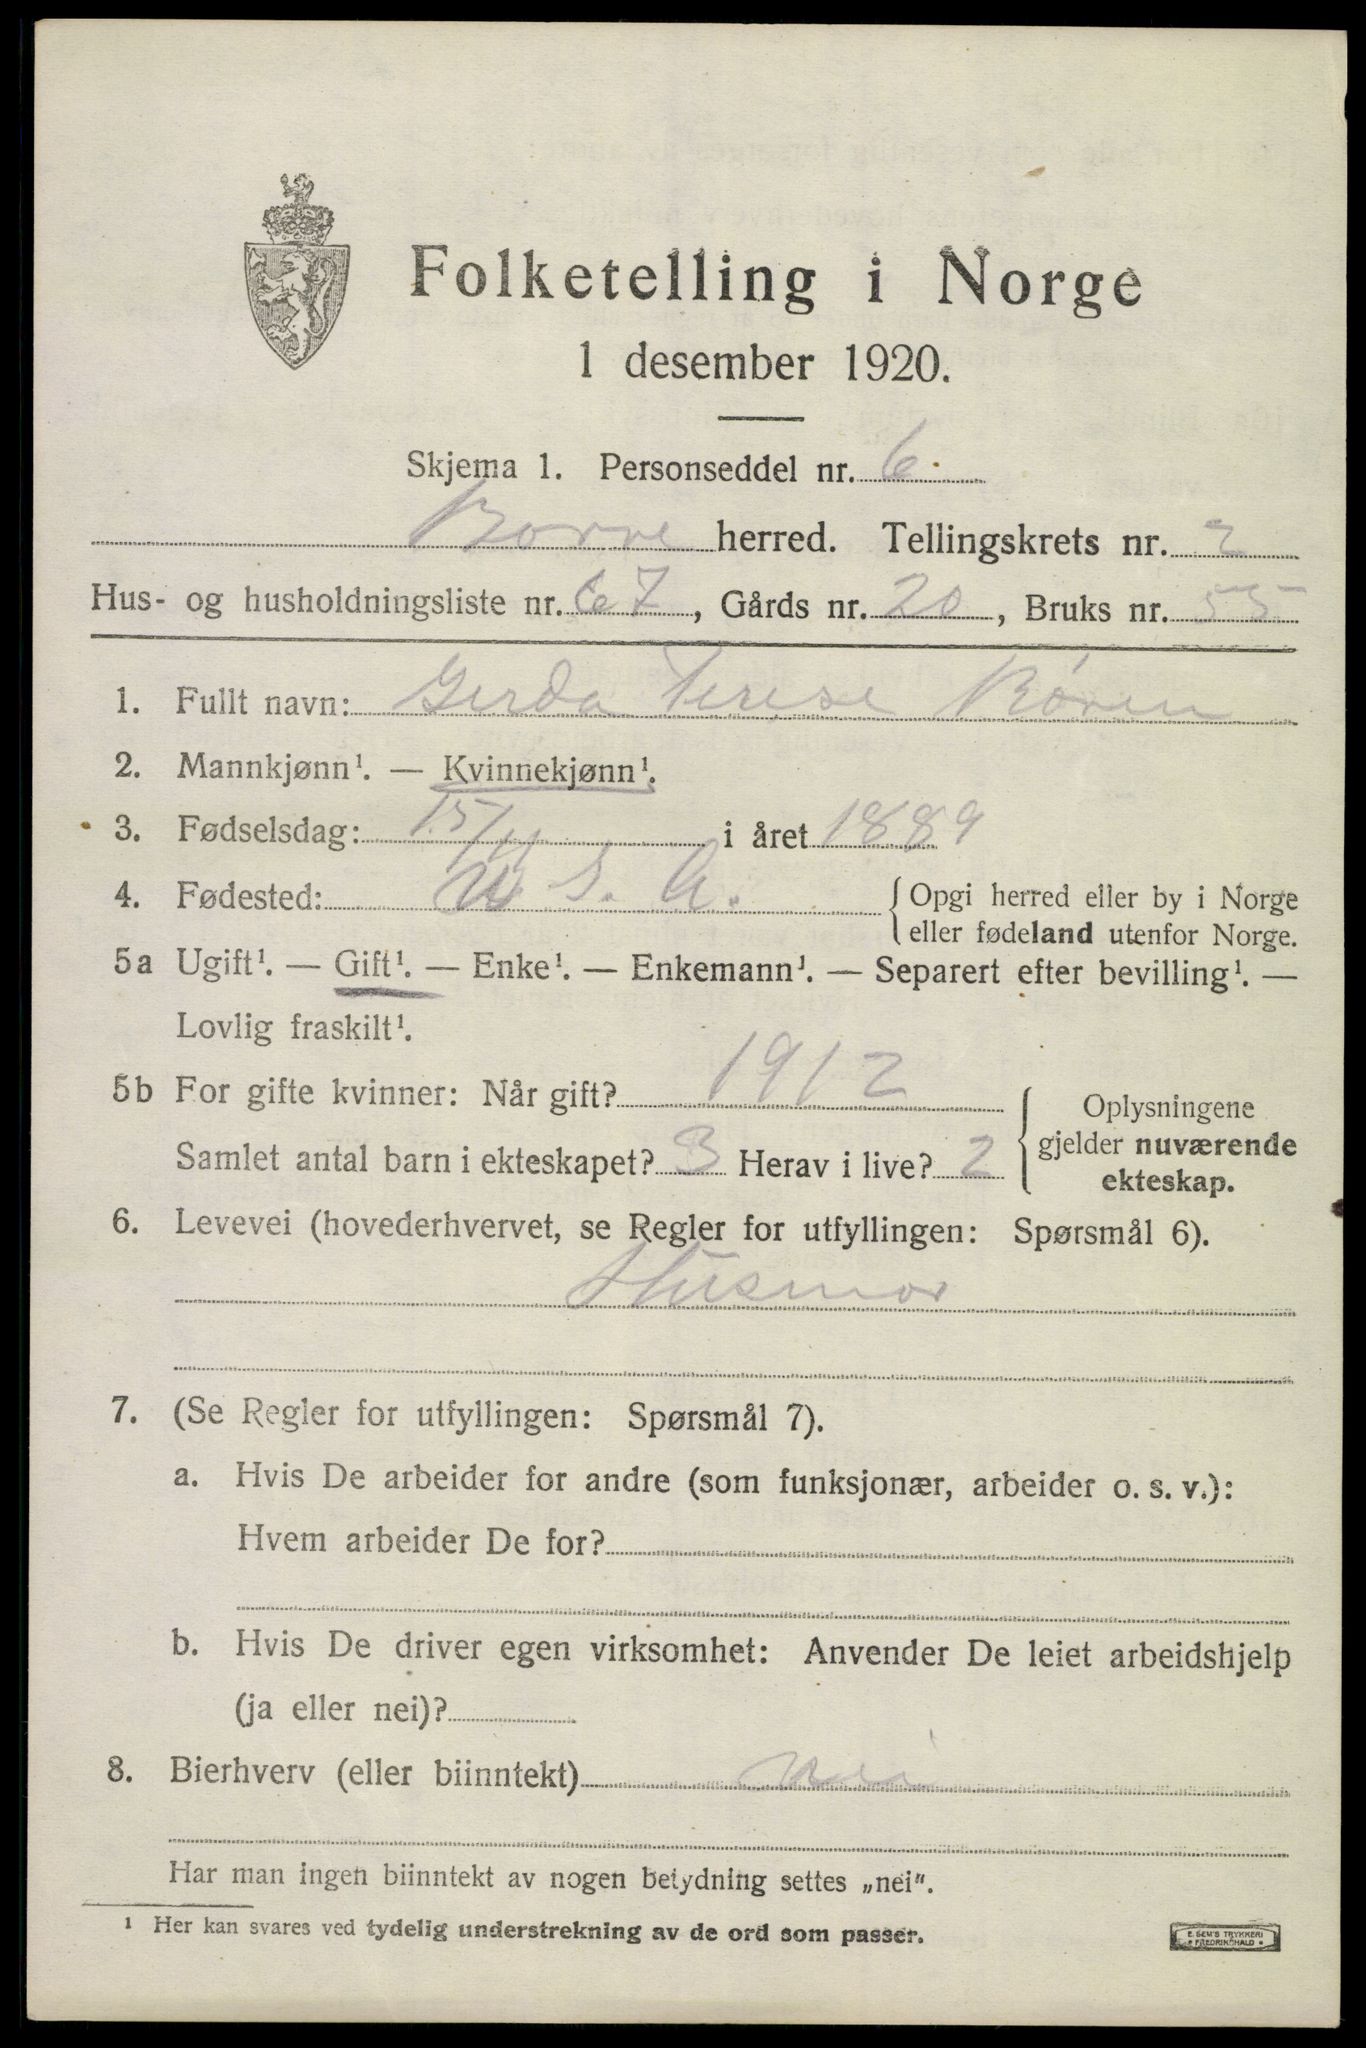 Folketelling i Norge
1 desember 1920.
Skjema 1. Personseddel nr. 6.
Borre herred. Tellingskrets nr. 2
Hus- og husholdningsliste nr. 67, Gårds nr. 20, Bruks nr. 55
1. Fullt navn: Gerda Terese Røren
2. Mannkjønn¹. — Kvinnekjønn¹.
3. Fødselsdag: 15/11 i året 1889
4. Fødested: U. S. A. { Opgi herred eller by i Norge
eller fødeland utenfor Norge.
5a Ugift¹. — Gift¹. — Enke¹. — Enkemann¹. — Separert efter bevilling¹. —
Lovlig fraskilt¹.
5b For gifte kvinner: Når gift? 1912
Samlet antal barn i ekteskapet? 3 Herav i live? 2
Oplysningene
gjelder nuværende
ekteskap.
6. Levevei (hovederhvervet, se Regler for utfyllingen: Spørsmål 6).
Husmor
7. (Se Regler for utfyllingen: Spørsmål 7).
a. Hvis De arbeider for andre (som funksjonær, arbeider o. s. v.):
Hvem arbeider De for?
b. Hvis De driver egen virksomhet: Anvender De leiet arbeidshjelp
(ja eller nei)?
8. Bierhverv (eller biinntekt) nei
Har man ingen biinntekt av nogen betydning settes „nei".
¹ Her kan svares ved tydelig understrekning av de ord som passer.
E. SEM'S TRYKKERI
FREDRIKSHALD